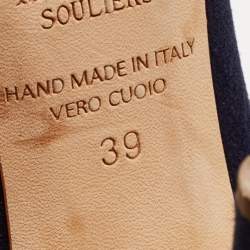 SOULIERS
HAND MADE IN ITALY
VERO CUOIO
39